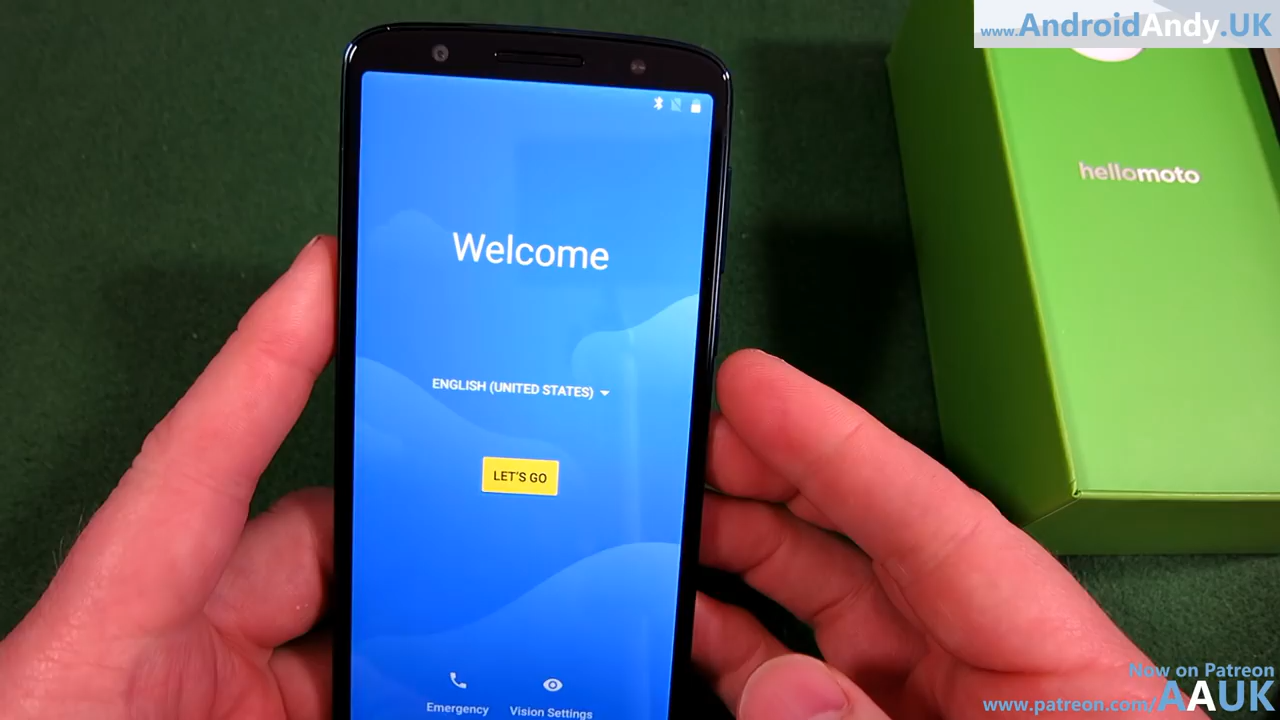 www.AndroidAndy.UK
hellomoto
Welcome
ENGLISH (UNITED STATES)
LET'S GO
Emergency
Vision Settings
Now on Patreon
www.patreon.com/AAUK